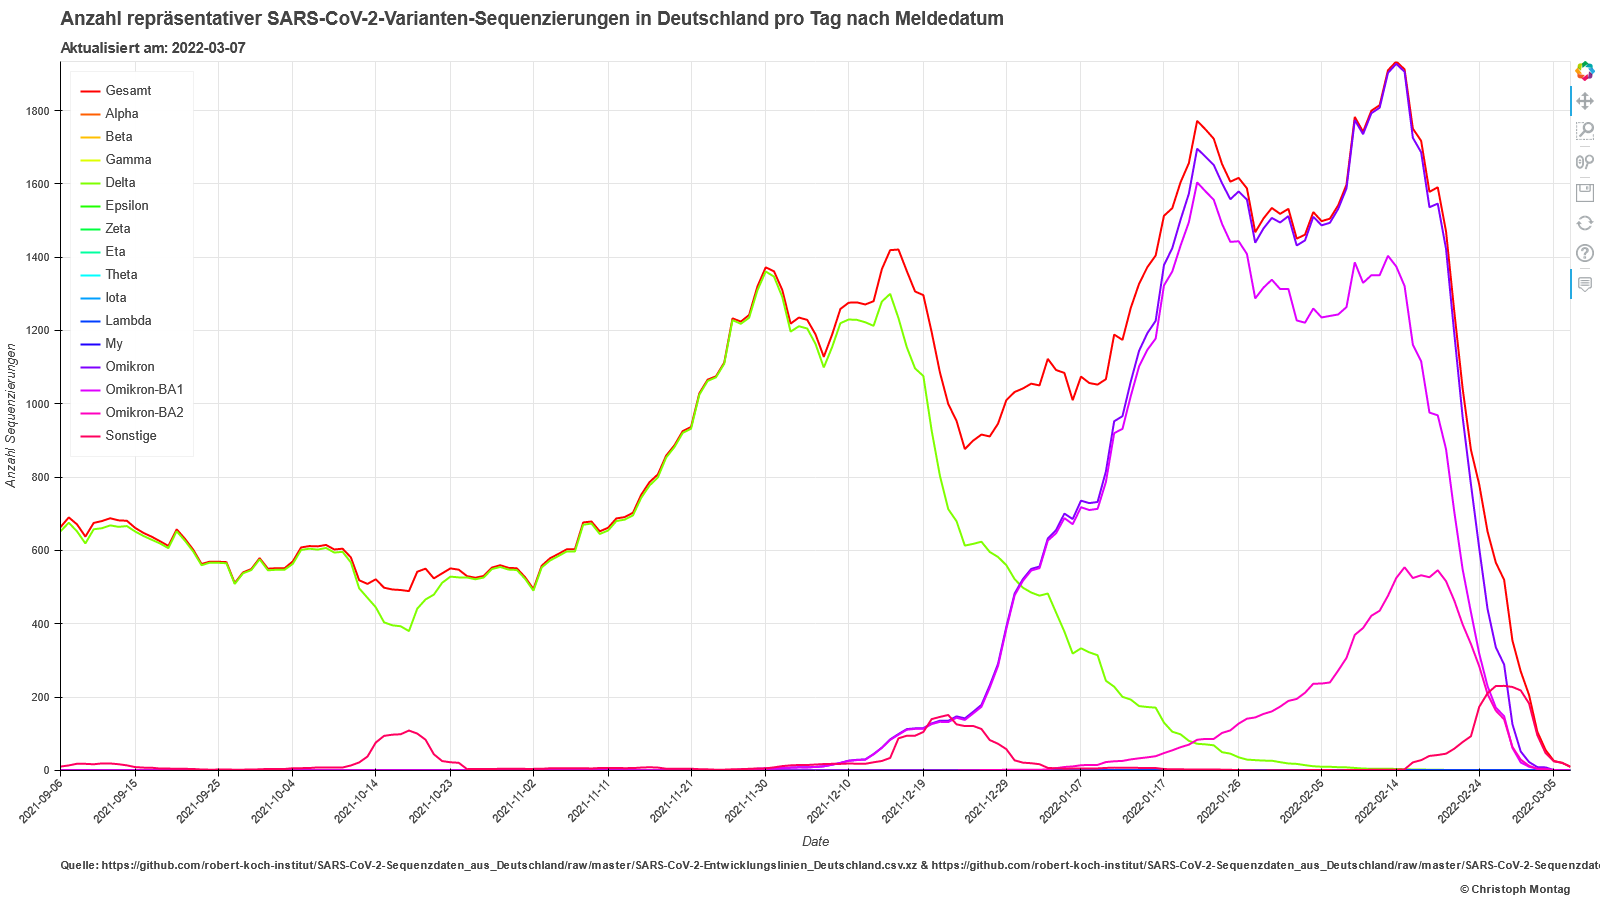 Anzahl repräsentativer SARS-CoV-2-Varianten-Sequenzierungen in Deutschland pro Tag nach Meldedatum
Aktualisiert am: 2022-03-07
Gesamt
Alpha
Beta
Gamma
Delta
Epsilon
Zeta
Eta
Theta
Iota
Lambda
My
Omikron
Omikron-BA1
Omikron-BA2
Sonstige
1800
1600
1400
1200
1000
800
600
400
200
0
Anzahl Sequenzierungen
2021-09-06
2021-09-15
2021-09-25
2021-10-04
2021-10-14
2021-10-23
2021-11-02
2021-11-11
2021-11-21
2021-11-30
2021-12-10
2021-12-19
2021-12-29
2022-01-07
2022-01-17
2022-01-26
2022-02-05
2022-02-14
2022-02-24
2022-03-05
Date
Quelle: https://github.com/robert-koch-institut/SARS-CoV-2-Sequenzdaten_aus_Deutschland/raw/master/SARS-CoV-2-Entwicklungslinien_Deutschland.csv.xz & https://github.com/robert-koch-institut/SARS-CoV-2-Sequenzdaten_aus_Deutschland/raw/master/SARS-CoV-2-Sequenzdate
© Christoph Montag